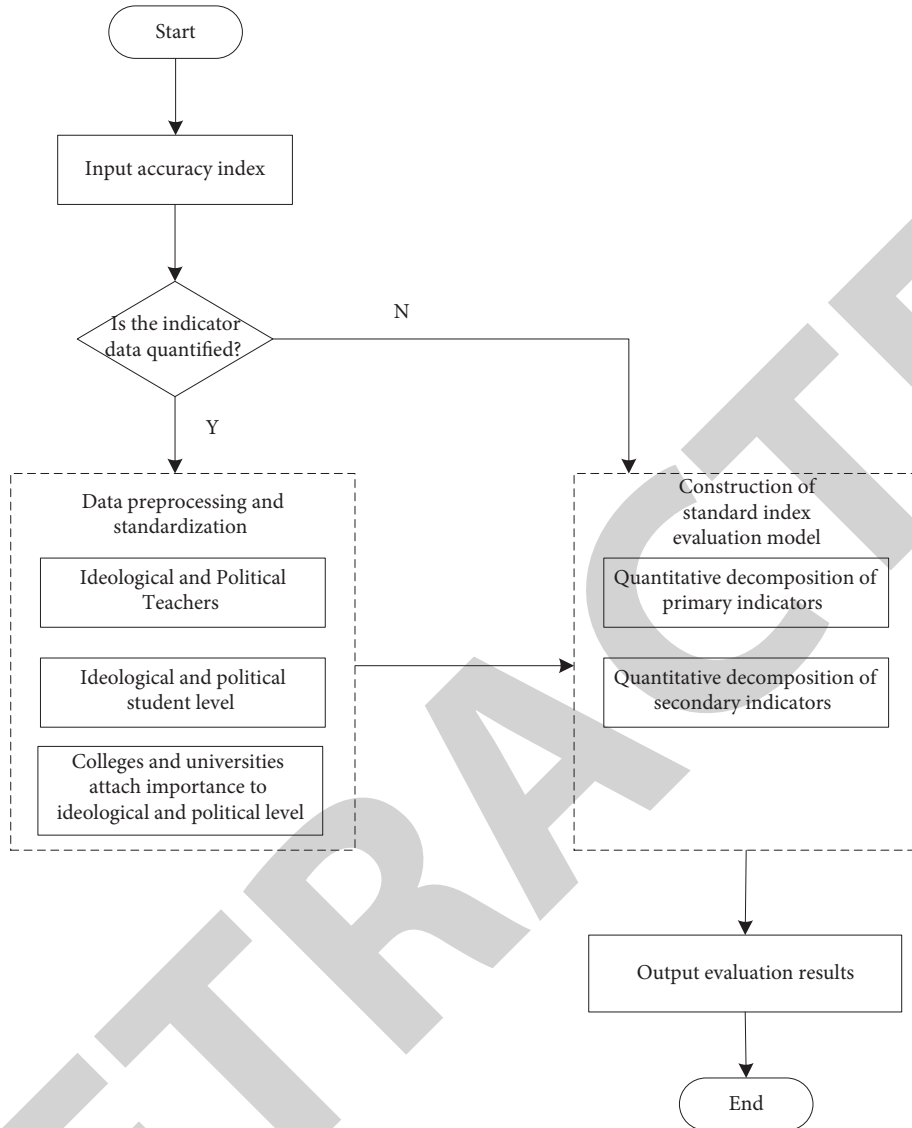 Start
Input accuracy index
Is the indicator
data quantified?
N
Y
Data preprocessing and
standardization
Ideological and Political
Teachers
Ideological and political
student level
Colleges and universities
attach importance to
ideological and political level
Construction of
standard index
evaluation model
Quantitative decomposition of
primary indicators
Quantitative decomposition of
secondary indicators
Output evaluation results
End